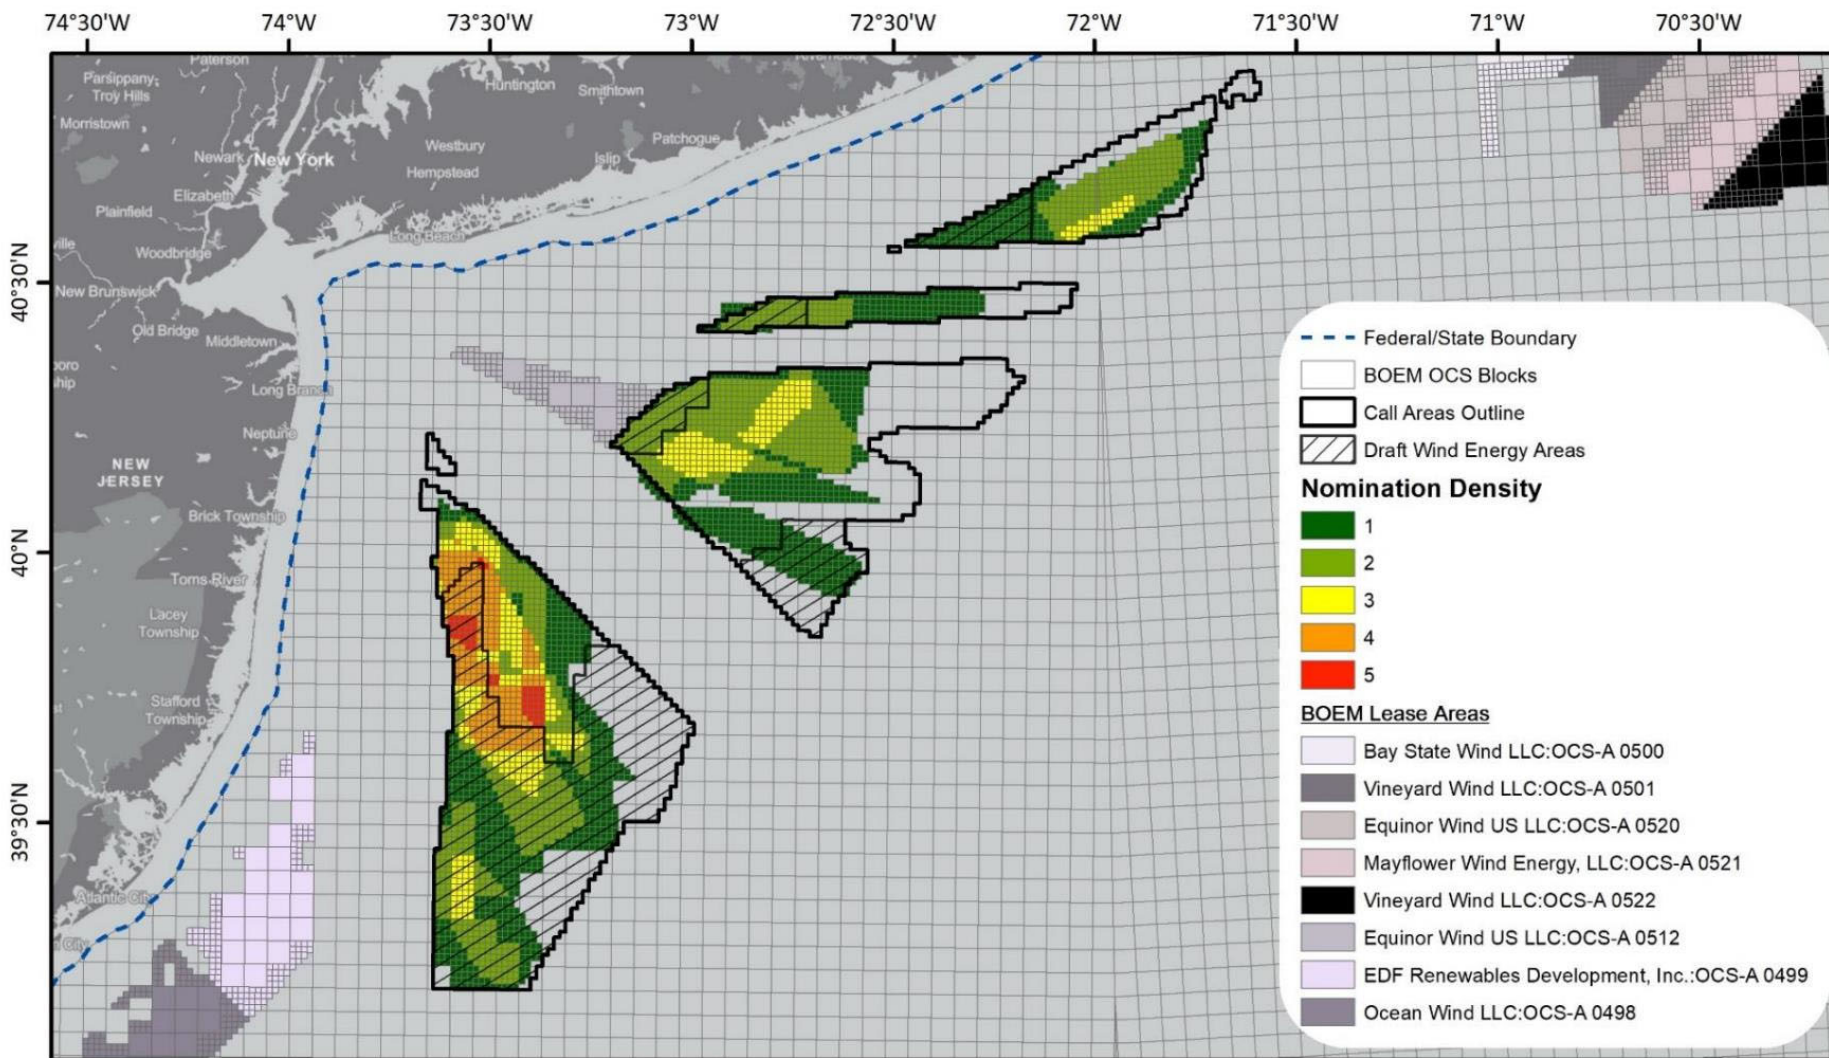 74°30'W 74°W 73°30'W 73°W 72°30'W 72°W 71°30'W 71°W 70°30'W
Paterson
Parsippany-
Troy Hills
Huntington
Smithtown
Morristown
Patchogue
Westbury
Islip
Newark
New York
Hempstead
Elizabeth
Plainfield
Long Beach
Woodbridge
40°30'N
New Brunswick
Old Bridge
Middletown
Long Branch
Neptune
NEW
JERSEY
Brick Township
40°N
Toms River
Lacey
Township
Stafford
Township
39°30'N
Atlantic City
Federal/State Boundary
BOEM OCS Blocks
Call Areas Outline
Draft Wind Energy Areas
Nomination Density
1
2
3
4
5
BOEM Lease Areas
Bay State Wind LLC:OCS-A 0500
Vineyard Wind LLC:OCS-A 0501
Equinor Wind US LLC:OCS-A 0520
Mayflower Wind Energy, LLC:OCS-A 0521
Vineyard Wind LLC:OCS-A 0522
Equinor Wind US LLC:OCS-A 0512
EDF Renewables Development, Inc.:OCS-A 0499
Ocean Wind LLC:OCS-A 0498